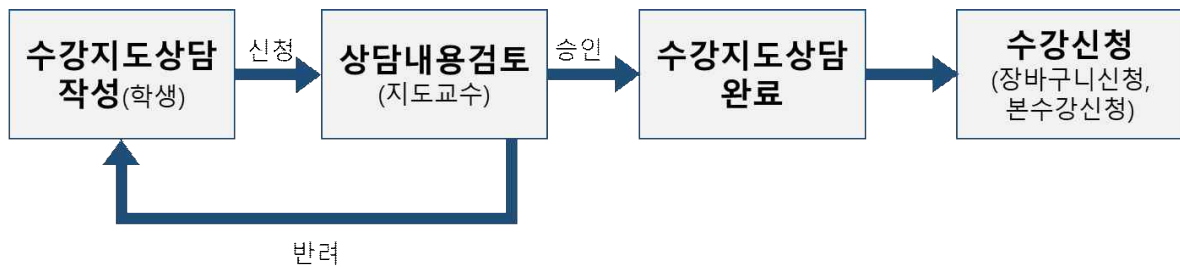 수강지도상담
작성(학생)
신청
상담내용검토
(지도교수)
승인
수강지도상담
완료
수강신청
(장바구니신청,
본수강신청)
반려